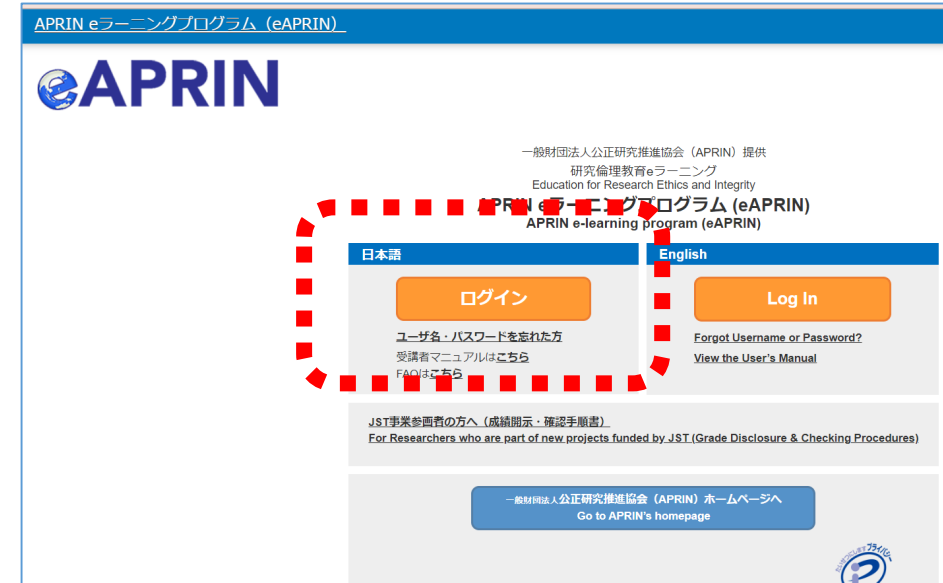 APRIN eラーニングプログラム（eAPRIN）
eAPRIN
一般財団法人公正研究推進協会（APRIN）提供
研究倫理教育eラーニング
Education for Research Ethics and Integrity
APRIN eラーニングプログラム (eAPRIN)
APRIN e-learning program (eAPRIN)
日本語
ログイン
ユーザ名・パスワードを忘れた方
受講者マニュアルはこちら
FAQはこちら
English
Log In
Forgot Username or Password?
View the User's Manual
JST事業参画者の方へ（成績開示・確認手順書）
For Researchers who are part of new projects funded by JST (Grade Disclosure & Checking Procedures)
一般財団法人公正研究推進協会（APRIN）ホームページへ
Go to APRIN's homepage